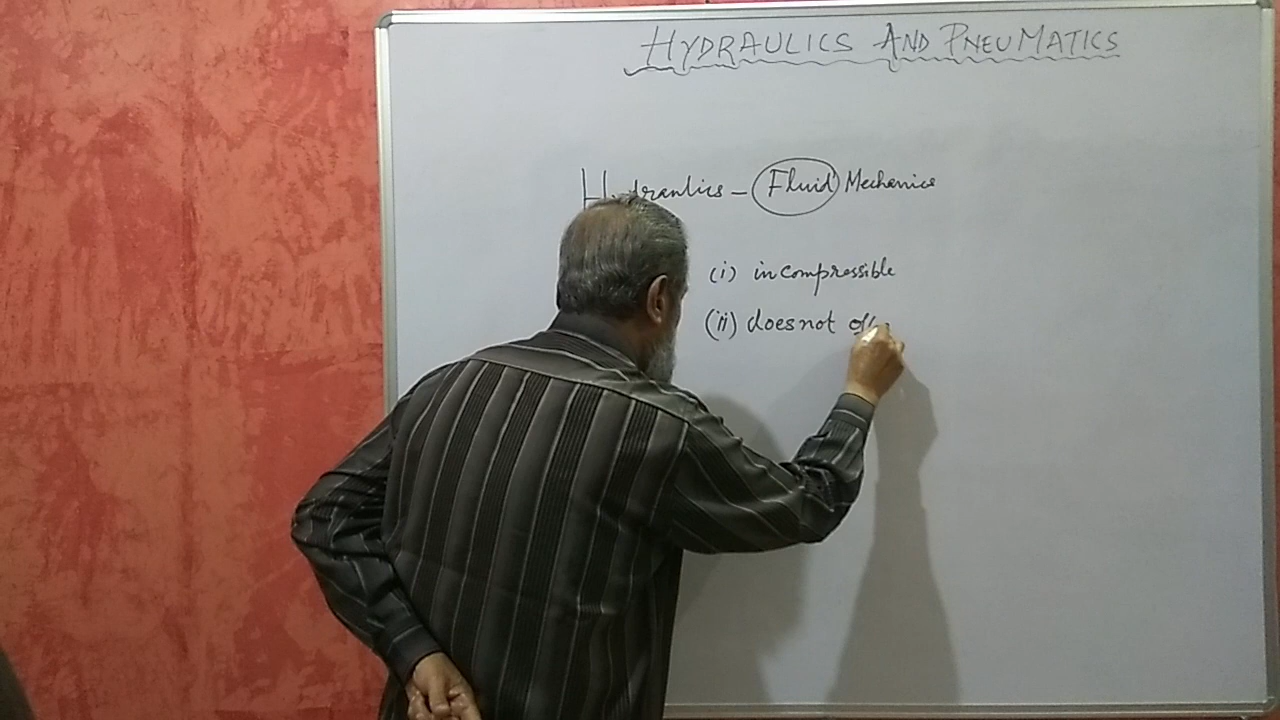 HYDRAULICS AND PNEUMATICS
Hydraulics - Fluid Mechanics
(i) incompressible
(ii) does not